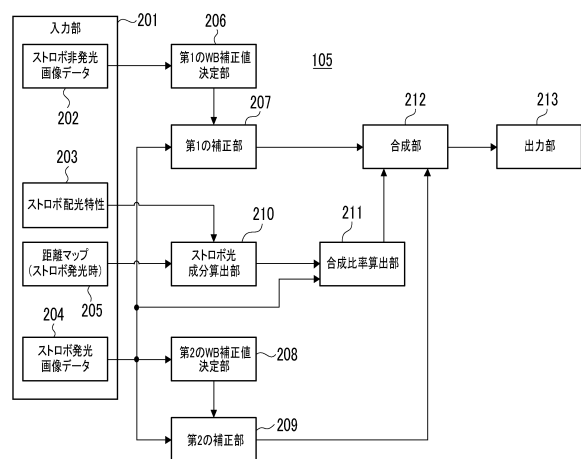 入力部
201
ストロボ非発光
画像データ
202
203
ストロボ配光特性
距離マップ
(ストロボ発光時)
205
204
ストロボ発光
画像データ
206
第1のWB補正値
決定部
207
第1の補正部
210
ストロボ光
成分算出部
211
合成比率算出部
第2のWB補正値
決定部
208
第2の補正部
209
105
212
合成部
213
出力部